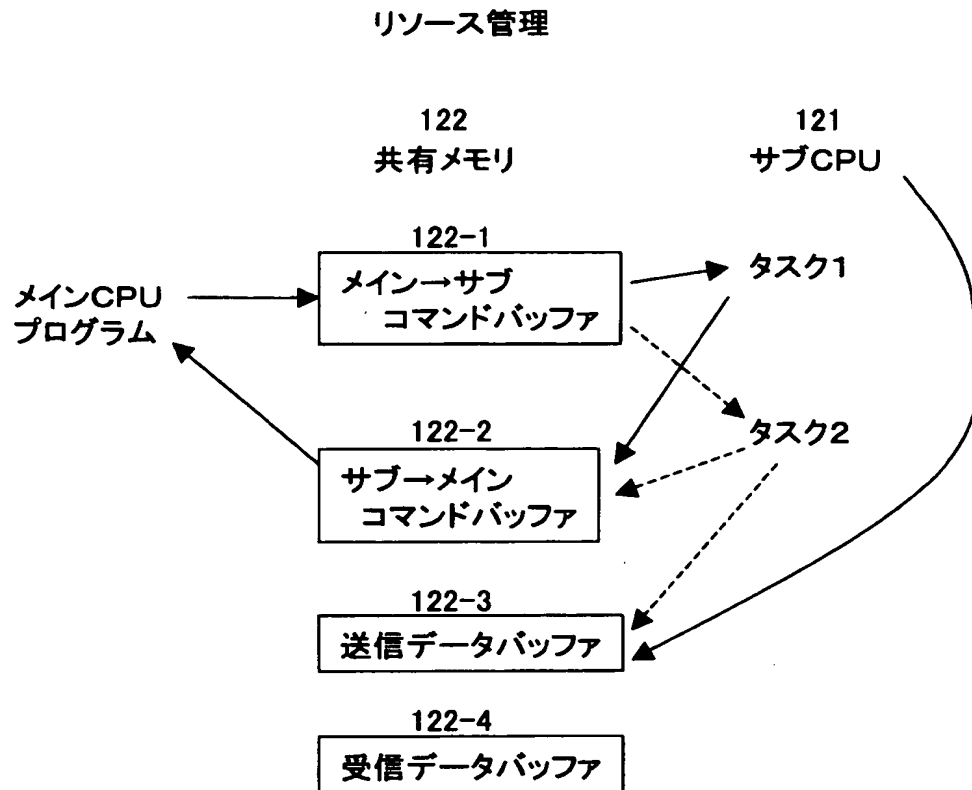 リソース管理
122
共有メモリ
121
サブCPU
122-1
メイン→サブ
コマンドバッファ
タスク1
メインCPU
プログラム
122-2
サブ→メイン
コマンドバッファ
タスク2
122-3
送信データバッファ
122-4
受信データバッファ